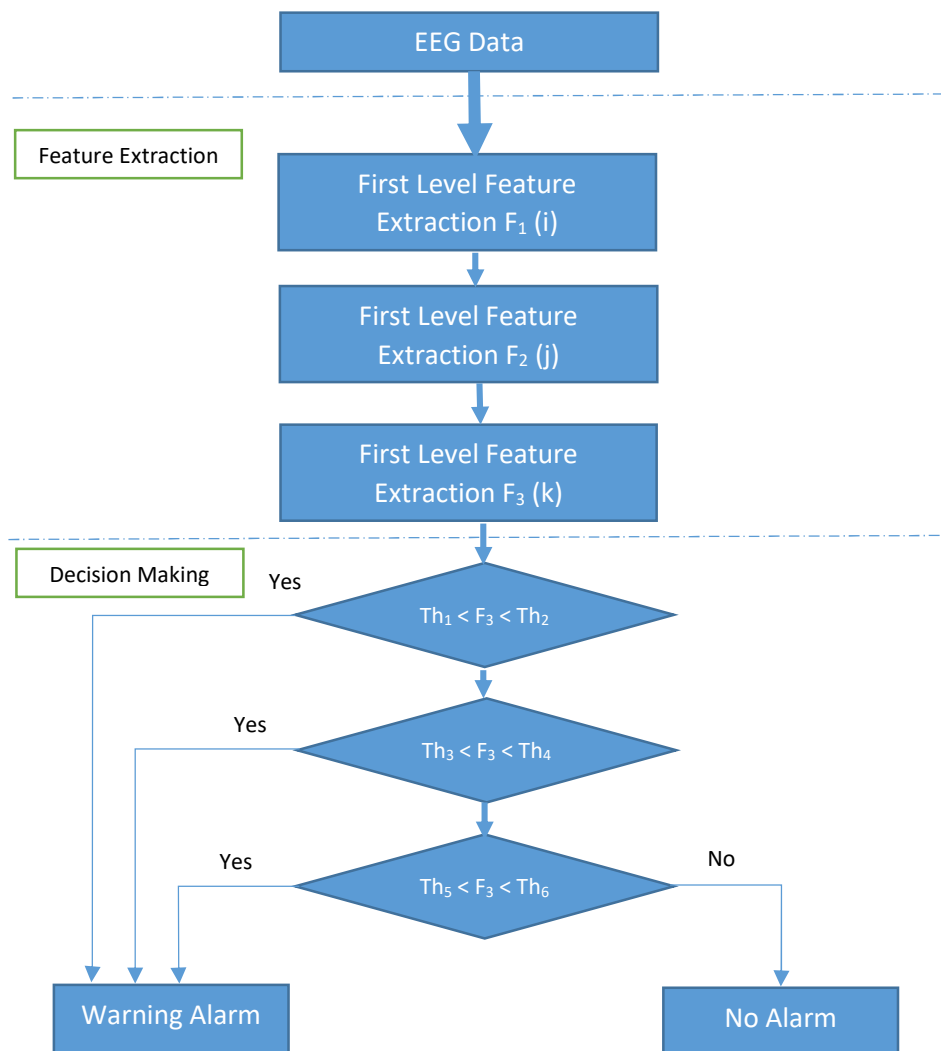 EEG Data
Feature Extraction
First Level Feature
Extraction F₁ (i)
First Level Feature
Extraction F₂ (j)
First Level Feature
Extraction F₃ (k)
Decision Making
Yes
Th₁ < F₃ < Th₂
Yes
Th₃ < F₃ < Th₄
Yes
Th₅ < F₃ < Th₆
No
Warning Alarm
No Alarm